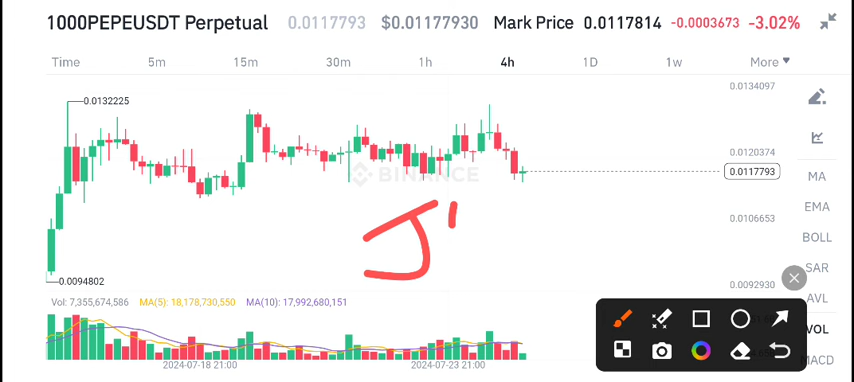 1000PEPEUSDT Perpetual 0.0117793 $0.01177930 Mark Price 0.0117814 -0.0003673 -3.02%
Time 5m 15m 30m 1h 4h 1D 1w More
0.0134097
0.0132225
0.0120374
0.0117793
MA
BINANCE
EMA
0.0106653
BOLL
J'
SAR
0.0094802
0.0092930
AVL
Vol: 7,355,674,586 MA(5): 18,178,730,550 MA(10): 17,992,680,151
VOL
MACD
2024-07-18 21:00 2024-07-23 21:00